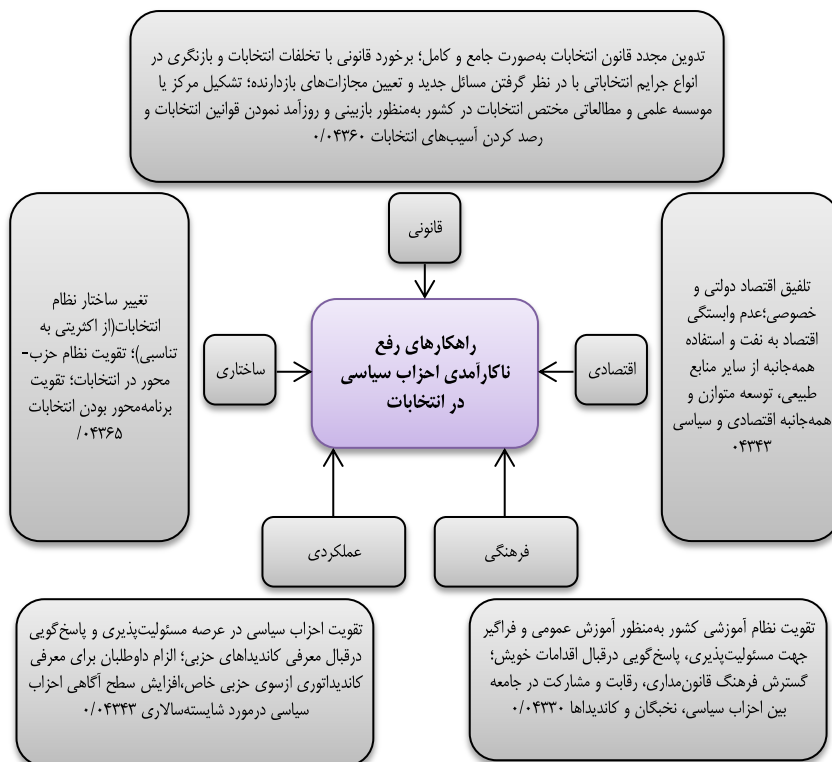 تدوین مجدد قانون انتخابات به‌صورت جامع و کامل؛ برخورد قانونی با تخلفات انتخابات و بازنگری در
انواع جرایم انتخاباتی با در نظر گرفتن مسائل جدید و تعیین مجازات‌های بازدارنده؛ تشکیل مرکز یا
موسسه علمی و مطالعاتی مختص انتخابات در کشور به‌منظور بازبینی و روزآمد نمودن قوانین انتخابات و
رصد کردن آسیب‌های انتخابات ۰/۰۴۳۶۰
قانونی
تلفیق اقتصاد دولتی و
خصوصی؛عدم وابستگی
اقتصاد به نفت و استفاده
همه‌جانبه از سایر منابع
طبیعی، توسعه متوازن و
همه‌جانبه اقتصادی و سیاسی
۰۴۳۴۳
اقتصادی
راهکارهای رفع
ناکارآمدی احزاب سیاسی
در انتخابات
ساختاری
تغییر ساختار نظام
انتخابات(از اکثریتی به
تناسبی)؛ تقویت نظام حزب-
محور در انتخابات؛ تقویت
برنامه‌محور بودن انتخابات
/۰۴۳۶۵
فرهنگی
عملکردی
تقویت نظام آموزشی کشور به‌منظور آموزش عمومی و فراگیر
جهت مسئولیت‌پذیری، پاسخ‌گویی درقبال اقدامات خویش؛
گسترش فرهنگ قانون‌مداری، رقابت و مشارکت در جامعه
بین احزاب سیاسی، نخبگان و کاندیداها ۰/۰۴۳۳۰
تقویت احزاب سیاسی در عرصه مسئولیت‌پذیری و پاسخ‌گویی
درقبال معرفی کاندیداهای حزبی؛ الزام داوطلبان برای معرفی
کاندیداتوری ازسوی حزبی خاص،افزایش سطح آگاهی احزاب
سیاسی درمورد شایسته‌سالاری ۰/۰۴۳۴۳